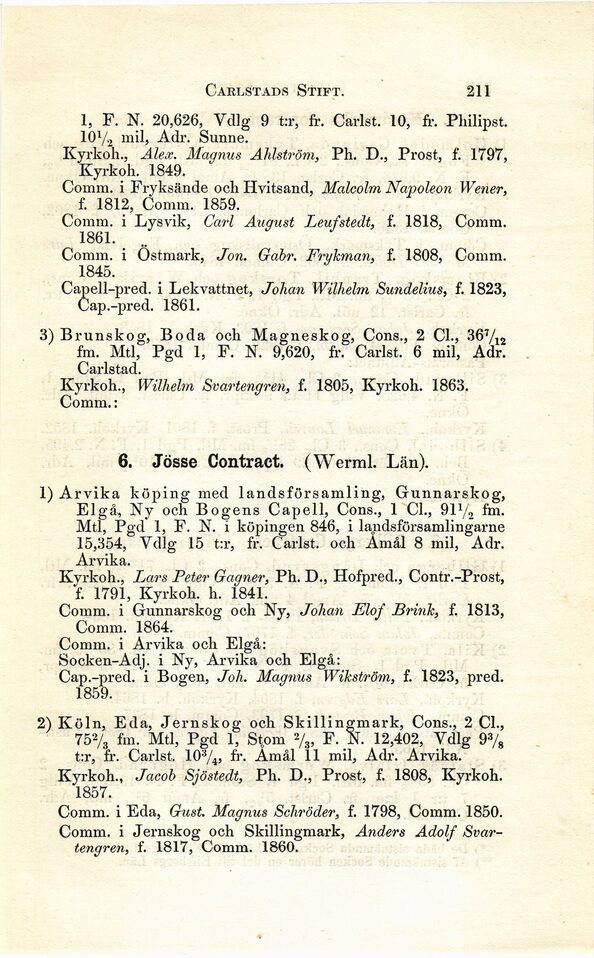 CARLSTADS STIFT. 211
1, F. N. 20,626, Vdlg 9 t:r, fr. Carlst. 10, fr. Philipst.
10½ mil, Adr. Sunne.
Kyrkoh., Alex. Magnus Ahlström, Ph. D., Prost, f. 1797,
Kyrkoh. 1849.
Comm. i Fryksände och Hvitsand, Malcolm Napoleon Wener,
f. 1812, Comm. 1859.
Comm. i Lysvik, Carl August Leufstedt, f. 1818, Comm.
1861.
Comm. i Östmark, Jon. Gabr. Frykman, f. 1808, Comm.
1845.
Capell-pred. i Lekvattnet, Johan Wilhelm Sundelius, f. 1823,
Cap.-pred. 1861.
3) Brunskog, Boda och Magneskog, Cons., 2 Cl., 36⁷/₁₂
fm. Mtl, Pgd 1, F. N. 9,620, fr. Carlst. 6 mil, Adr.
Carlstad.
Kyrkoh., Wilhelm Svartengren, f. 1805, Kyrkoh. 1863.
Comm.:
6. Jösse Contract. (Werml. Län).
1) Arvika köping med landsförsamling, Gunnarskog,
Elgå, Ny och Bogens Capell, Cons., 1 Cl., 91½ fm.
Mtl, Pgd 1, F. N. i köpingen 846, i landsförsamlingarne
15,354, Vdlg 15 t:r, fr. Carlst. och Åmål 8 mil, Adr.
Arvika.
Kyrkoh., Lars Peter Gagner, Ph. D., Hofpred., Contr.-Prost,
f. 1791, Kyrkoh. h. 1841.
Comm. i Gunnarskog och Ny, Johan Elof Brink, f. 1813,
Comm. 1864.
Comm. i Arvika och Elgå:
Socken-Adj. i Ny, Arvika och Elgå:
Cap.-pred. i Bogen, Joh. Magnus Wikström, f. 1823, pred.
1859.
2) Köln, Eda, Jernskog och Skillingmark, Cons., 2 Cl.,
75⅔ fm. Mtl, Pgd 1, Stom ⅔, F. N. 12,402, Vdlg 9⅜
t:r, fr. Carlst. 10¾, fr. Åmål 11 mil, Adr. Arvika.
Kyrkoh., Jacob Sjöstedt, Ph. D., Prost, f. 1808, Kyrkoh.
1857.
Comm. i Eda, Gust. Magnus Schröder, f. 1798, Comm. 1850.
Comm. i Jernskog och Skillingmark, Anders Adolf Svar-
tengren, f. 1817, Comm. 1860.